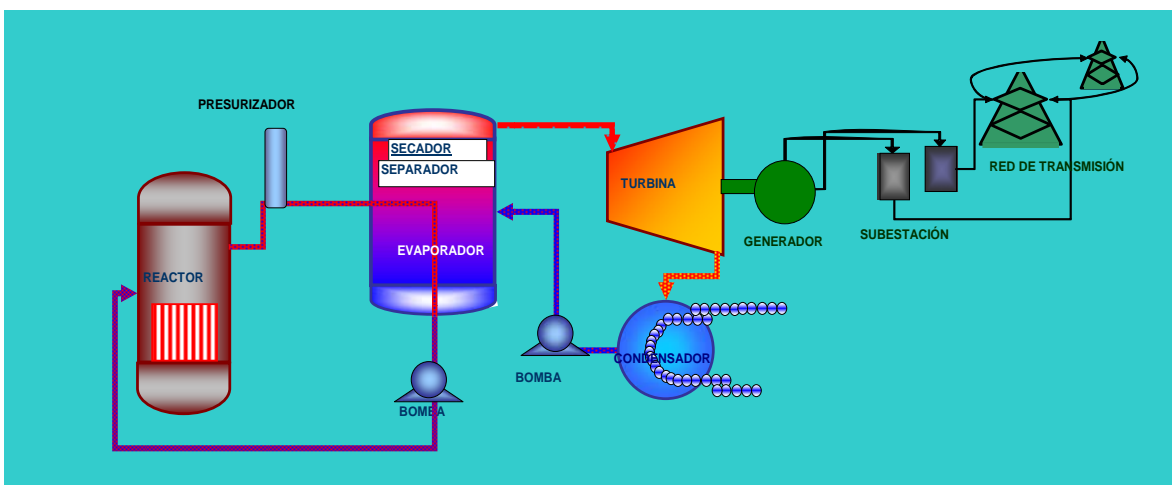 PRESURIZADOR
SECADOR
SEPARADOR
EVAPORADOR
REACTOR
BOMBA
BOMBA
TURBINA
CONDENSADOR
GENERADOR
SUBESTACIÓN
RED DE TRANSMISIÓN